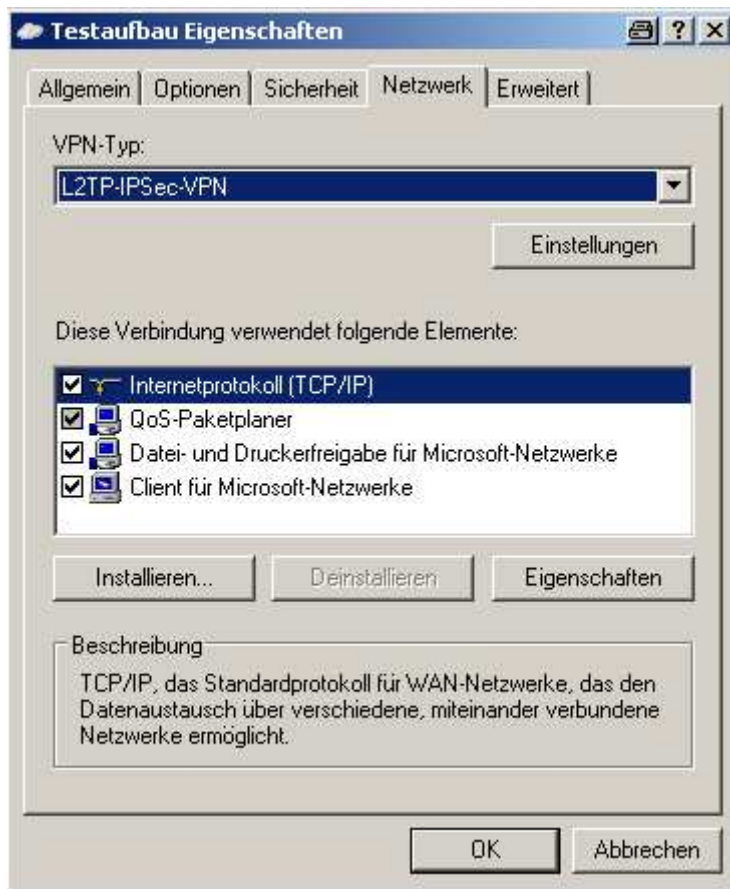 Testaufbau Eigenschaften
Allgemein Optionen Sicherheit Netzwerk Erweitert
VPN-Typ:
L2TP-IPSec-VPN
Einstellungen
Diese Verbindung verwendet folgende Elemente:
Internetprotokoll (TCP/IP)
QoS-Paketplaner
Datei- und Druckerfreigabe für Microsoft-Netzwerke
Client für Microsoft-Netzwerke
Installieren... Deinstallieren Eigenschaften
Beschreibung
TCP/IP, das Standardprotokoll für WAN-Netzwerke, das den
Datenaustausch über verschiedene, miteinander verbundene
Netzwerke ermöglicht.
OK Abbrechen